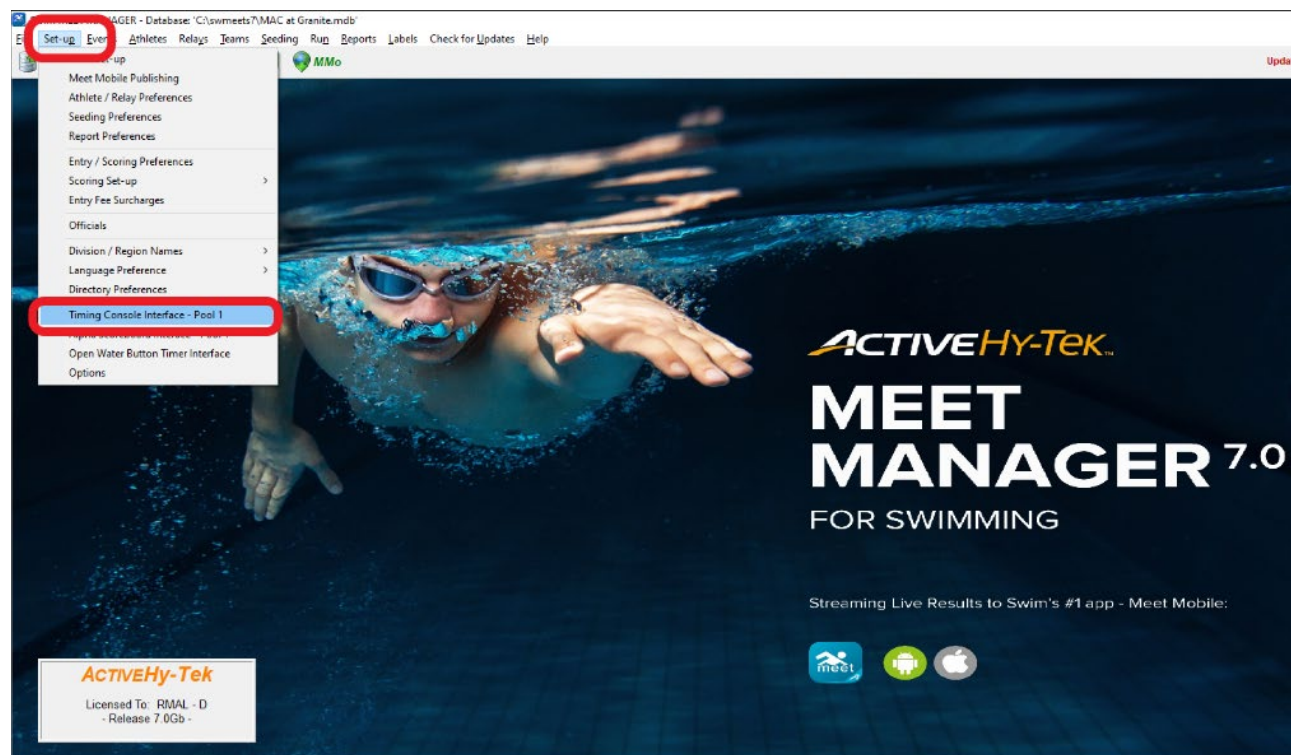 AGER - Database: 'C:\swmeets7\MAC at Granite.mdb'
Set-up Events Athletes Relays Teams Seeding Run Reports Labels Check for Updates Help
MMo
Meet Mobile Publishing
Athlete / Relay Preferences
Seeding Preferences
Report Preferences
Entry / Scoring Preferences
Scoring Set-up >
Entry Fee Surcharges
Officials
Division / Region Names >
Language Preference >
Directory Preferences
Timing Console Interface - Pool 1
Open Water Button Timer Interface
Options
ACTIVE HY-TEK
MEET
MANAGER 7.0
FOR SWIMMING
Streaming Live Results to Swim's #1 app - Meet Mobile:
meet
ACTIVEHy-Tek
Licensed To: RMAL - D
- Release 7.0Gb -